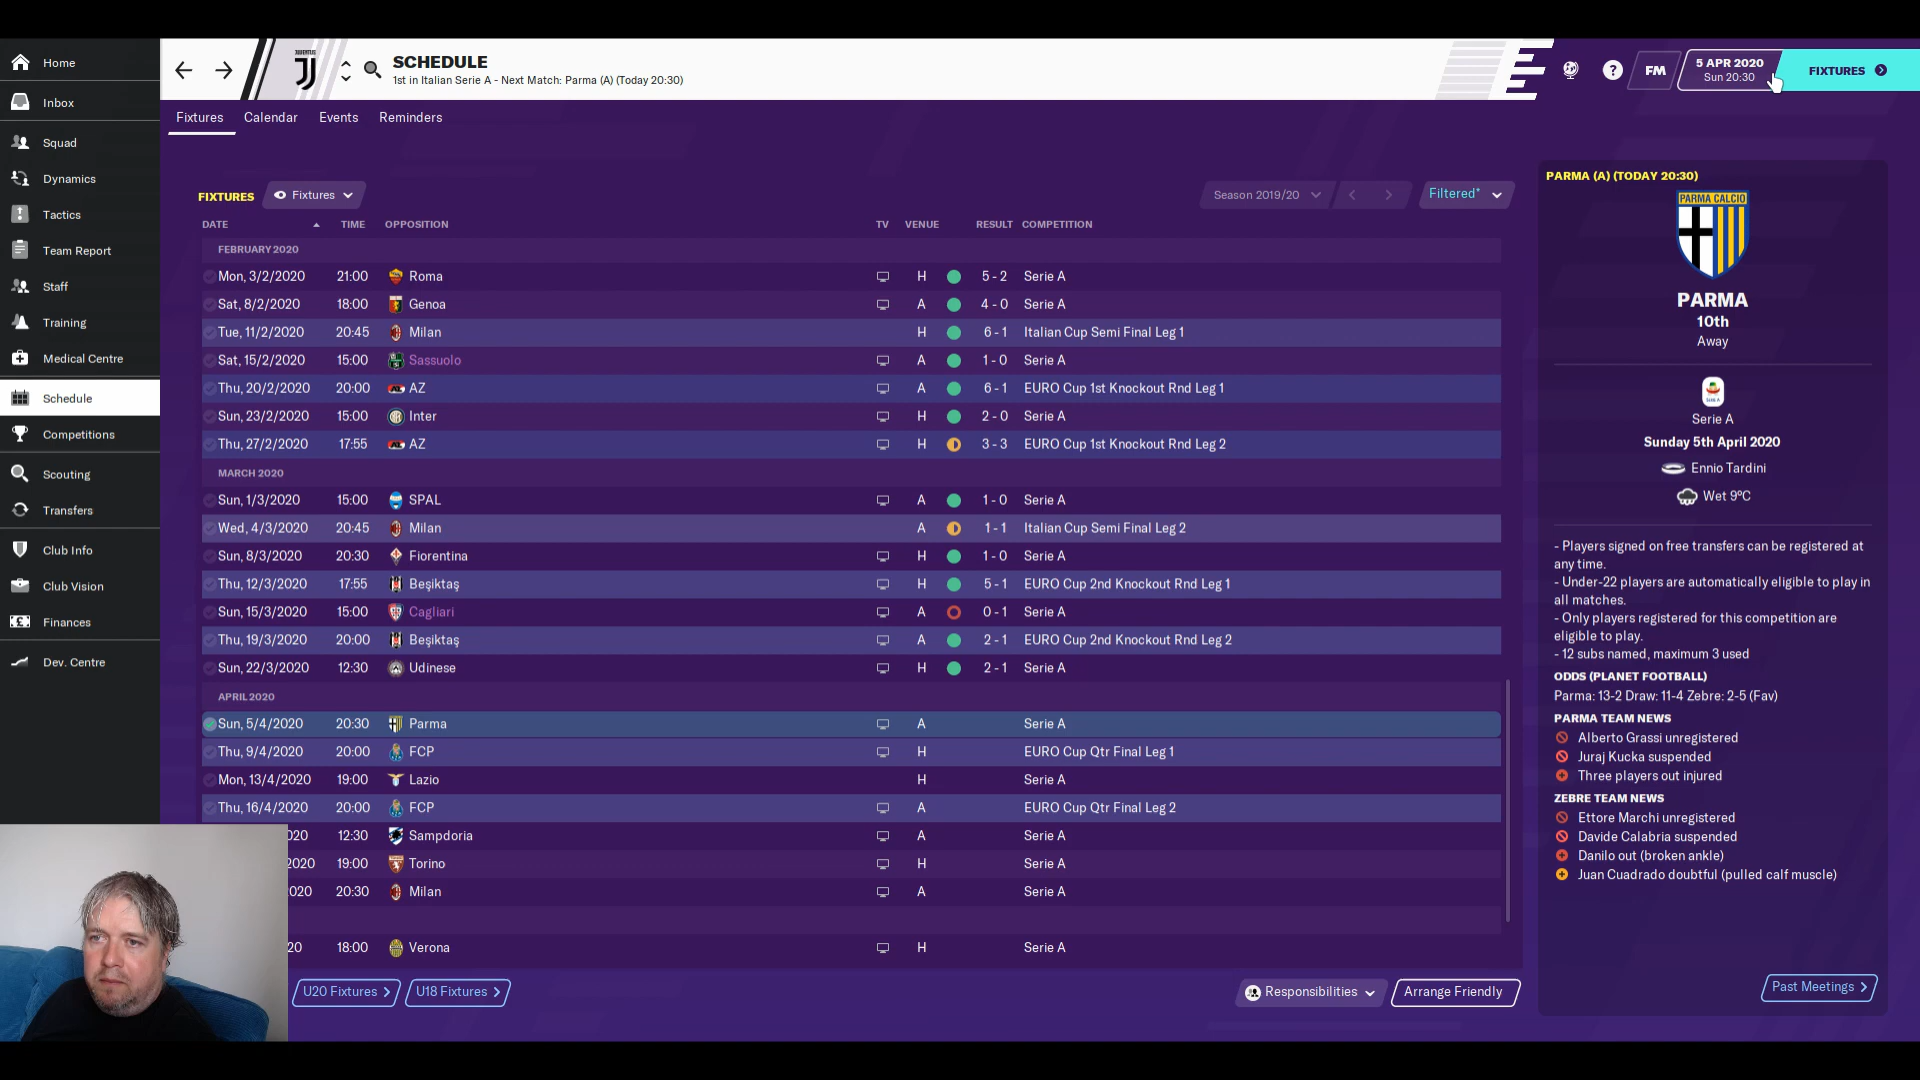 Home
Inbox
Squad
Dynamics
Tactics
Team Report
Staff
Training
Medical Centre
Schedule
Competitions
Scouting
Transfers
Club Info
Club Vision
Finances
Dev. Centre
SCHEDULE
1st in Italian Serie A - Next Match: Parma (A) (Today 20:30)
FM
5 APR 2020
Sun 20:30
FIXTURES
Fixtures Calendar Events Reminders
FIXTURES Fixtures Season 2019/20 Filtered*
DATE TIME OPPOSITION TV VENUE RESULT COMPETITION
FEBRUARY 2020
Mon, 3/2/2020 21:00 Roma H 5 - 2 Serie A
Sat, 8/2/2020 18:00 Genoa A 4 - 0 Serie A
Tue, 11/2/2020 20:45 Milan H 6 - 1 Italian Cup Semi Final Leg 1
Sat, 15/2/2020 15:00 Sassuolo A 1 - 0 Serie A
Thu, 20/2/2020 20:00 AZ A 6 - 1 EURO Cup 1st Knockout Rnd Leg 1
Sun, 23/2/2020 15:00 Inter H 2 - 0 Serie A
Thu, 27/2/2020 17:55 AZ H 3 - 3 EURO Cup 1st Knockout Rnd Leg 2
MARCH 2020
Sun, 1/3/2020 15:00 SPAL A 1 - 0 Serie A
Wed, 4/3/2020 20:45 Milan A 1 - 1 Italian Cup Semi Final Leg 2
Sun, 8/3/2020 20:30 Fiorentina H 1 - 0 Serie A
Thu, 12/3/2020 17:55 Beşiktaş H 5 - 1 EURO Cup 2nd Knockout Rnd Leg 1
Sun, 15/3/2020 15:00 Cagliari A 0 - 1 Serie A
Thu, 19/3/2020 20:00 Beşiktaş A 2 - 1 EURO Cup 2nd Knockout Rnd Leg 2
Sun, 22/3/2020 12:30 Udinese H 2 - 1 Serie A
APRIL 2020
Sun, 5/4/2020 20:30 Parma A Serie A
Thu, 9/4/2020 20:00 FCP H EURO Cup Qtr Final Leg 1
Mon, 13/4/2020 19:00 Lazio H Serie A
Thu, 16/4/2020 20:00 FCP A EURO Cup Qtr Final Leg 2
020 12:30 Sampdoria A Serie A
2020 19:00 Torino H Serie A
020 20:30 Milan A Serie A
20 18:00 Verona H Serie A
U20 Fixtures U18 Fixtures Responsibilities Arrange Friendly
PARMA (A) (TODAY 20:30)
PARMA CALCIO
PARMA
10th
Away
Serie A
Sunday 5th April 2020
Ennio Tardini
Wet 9ºC
- Players signed on free transfers can be registered at
any time.
- Under-22 players are automatically eligible to play in
all matches.
- Only players registered for this competition are
eligible to play.
- 12 subs named, maximum 3 used
ODDS (PLANET FOOTBALL)
Parma: 13-2 Draw: 11-4 Zebre: 2-5 (Fav)
PARMA TEAM NEWS
Alberto Grassi unregistered
Juraj Kucka suspended
Three players out injured
ZEBRE TEAM NEWS
Ettore Marchi unregistered
Davide Calabria suspended
Danilo out (broken ankle)
Juan Cuadrado doubtful (pulled calf muscle)
Past Meetings